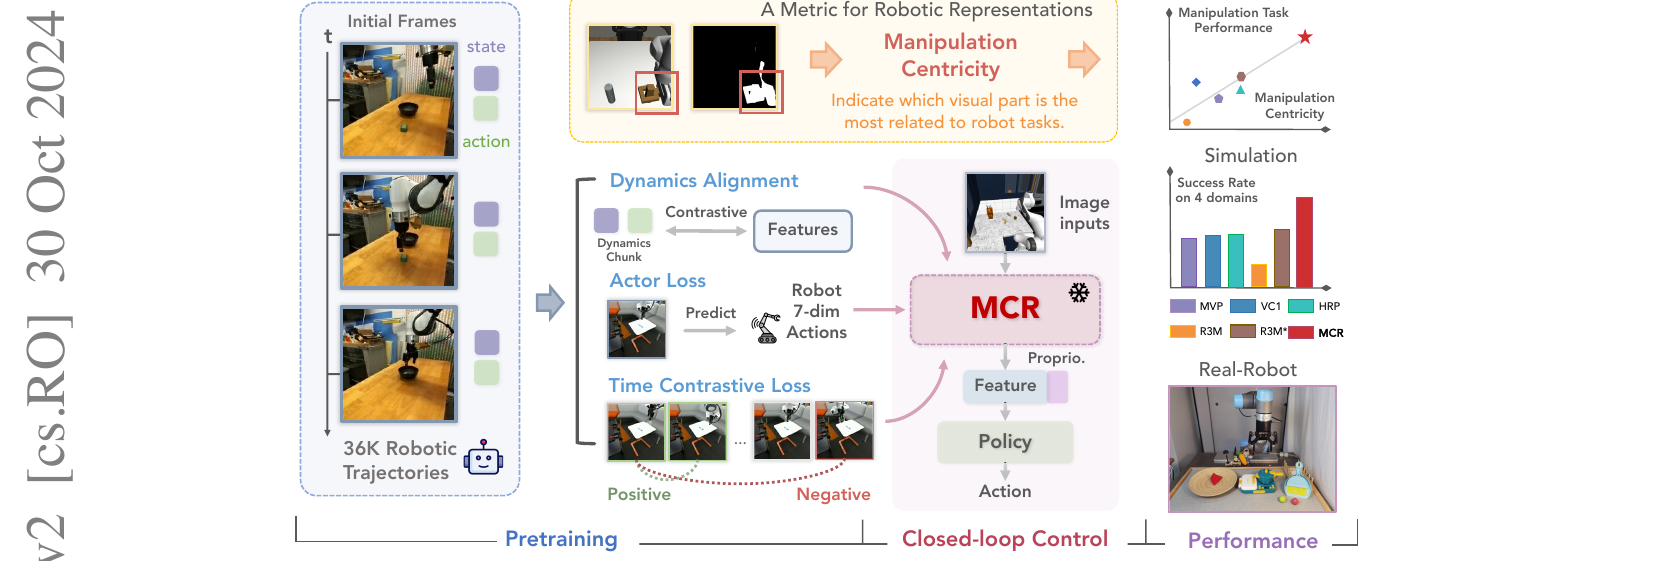 v2 [cs.RO] 30 Oct 2024
Initial Frames
t
state
action
36K Robotic
Trajectories
A Metric for Robotic Representations
Manipulation
Centricity
Indicate which visual part is the
most related to robot tasks.
Dynamics Alignment
Contrastive
Features
Dynamics
Chunk
Actor Loss
Predict
Robot
7-dim
Actions
Time Contrastive Loss
...
Positive
Negative
Image
inputs
MCR
Proprio.
Feature
Policy
Action
Manipulation Task
Performance
Manipulation
Centricity
Simulation
Success Rate
on 4 domains
MVP
VC1
HRP
R3M
R3M*
MCR
Real-Robot
Pretraining
Closed-loop Control
Performance